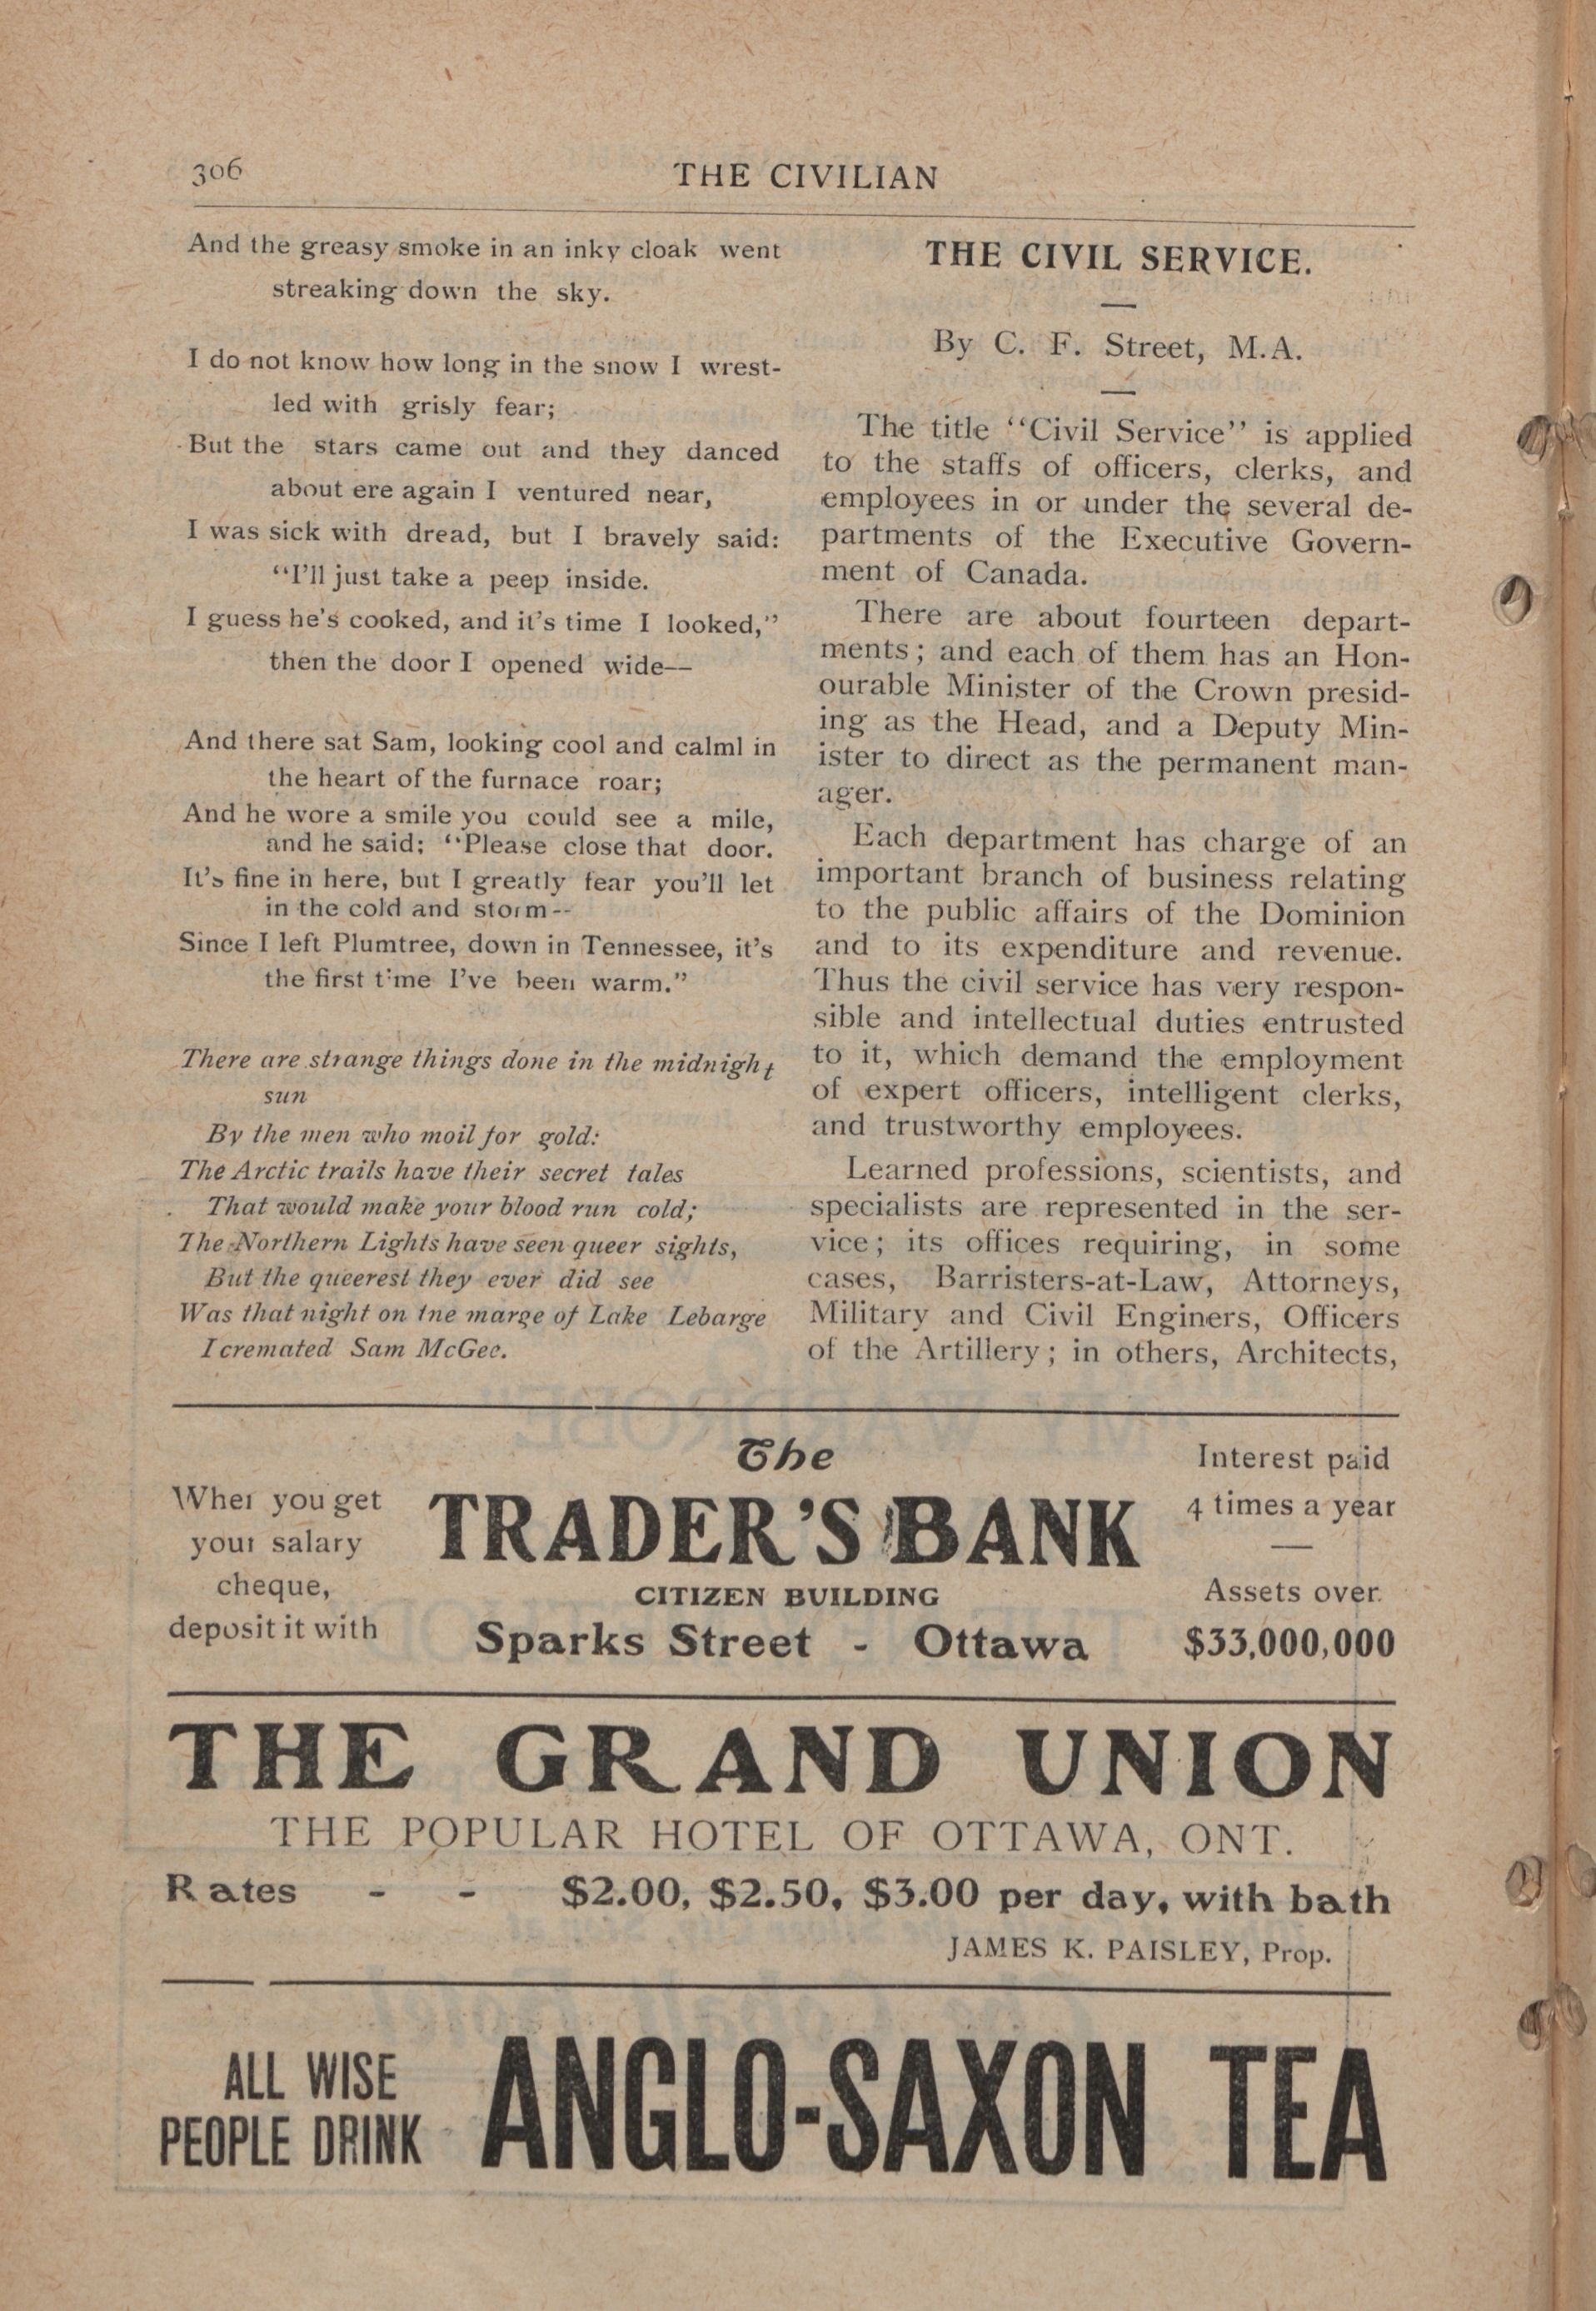 306
THE CIVILIAN
And the greasy smoke in an inky cloak went
streaking down the sky.
I do not know how long in the snow I wrest-
led with grisly fear;
But the stars came out and they danced
about ere again I ventured near,
I was sick with dread, but I bravely said:
“I’ll just take a peep inside.
I guess he’s cooked, and it’s time I looked,”
then the door I opened wide—
And there sat Sam, looking cool and calml in
the heart of the furnace roar;
And he wore a smile you could see a mile,
and he said: “Please close that door.
It’s fine in here, but I greatly fear you’ll let
in the cold and storm--
Since I left Plumtree, down in Tennessee, it’s
the first time I’ve been warm.”
There are strange things done in the midnight
sun
By the men who moil for gold:
The Arctic trails have their secret tales
That would make your blood run cold;
The Northern Lights have seen queer sights,
But the queerest they ever did see
Was that night on tne marge of Lake Lebarge
I cremated Sam McGee.
THE CIVIL SERVICE.
By C. F. Street, M.A.
The title “Civil Service” is applied
to the staffs of officers, clerks, and
employees in or under the several de-
partments of the Executive Govern-
ment of Canada.
There are about fourteen depart-
ments; and each of them has an Hon-
ourable Minister of the Crown presid-
ing as the Head, and a Deputy Min-
ister to direct as the permanent man-
ager.
Each department has charge of an
important branch of business relating
to the public affairs of the Dominion
and to its expenditure and revenue.
Thus the civil service has very respon-
sible and intellectual duties entrusted
to it, which demand the employment
of expert officers, intelligent clerks,
and trustworthy employees.
Learned professions, scientists, and
specialists are represented in the ser-
vice; its offices requiring, in some
cases, Barristers-at-Law, Attorneys,
Military and Civil Enginers, Officers
of the Artillery; in others, Architects,
When you get
your salary
cheque,
deposit it with
The
TRADER’S BANK
CITIZEN BUILDING
Sparks Street - Ottawa
Interest paid
4 times a year
Assets over
$33,000,000
THE GRAND UNION
THE POPULAR HOTEL OF OTTAWA, ONT.
Rates - - $2.00, $2.50, $3.00 per day, with bath
JAMES K. PAISLEY, Prop.
ALL WISE
PEOPLE DRINK
ANGLO-SAXON TEA